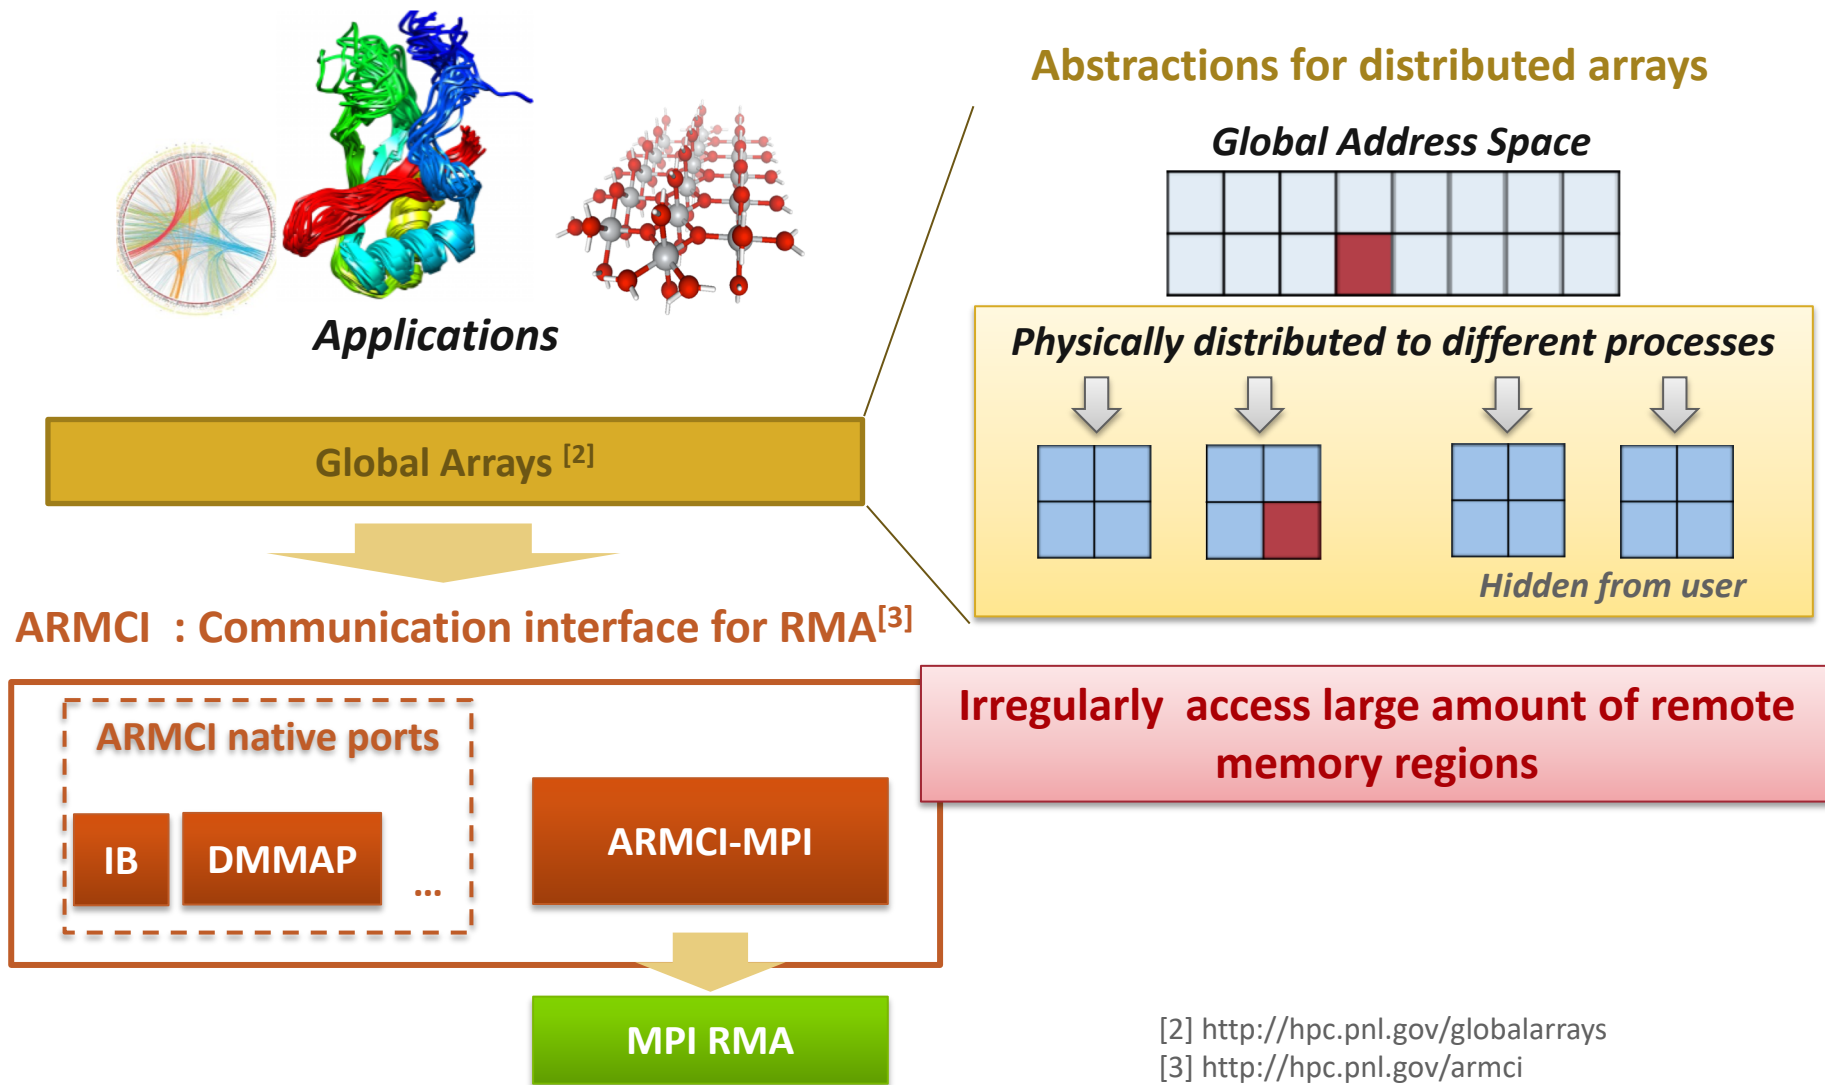 Applications
Global Arrays [2]
ARMCI : Communication interface for RMA[3]
ARMCI native ports
IB
DMMAP
...
ARMCI-MPI
MPI RMA
Abstractions for distributed arrays
Global Address Space
Physically distributed to different processes
Hidden from user
Irregularly access large amount of remote
memory regions
[2] http://hpc.pnl.gov/globalarrays
[3] http://hpc.pnl.gov/armci